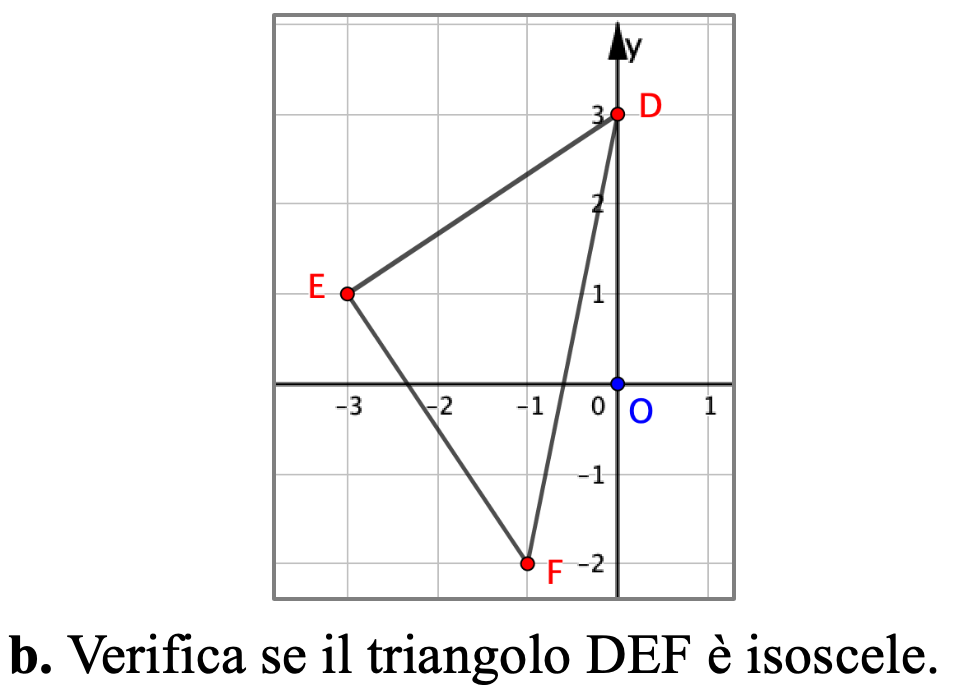 y
3 D
2
E 1
–3 –2 –1 0 1
O
–1
F –2
b. Verifica se il triangolo DEF è isoscele.